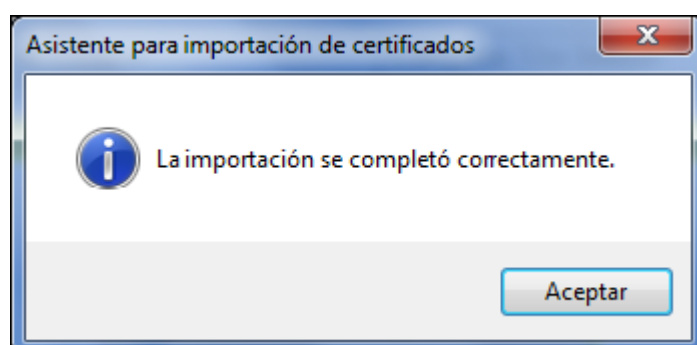 Asistente para importación de certificados
La importación se completó correctamente.
Aceptar